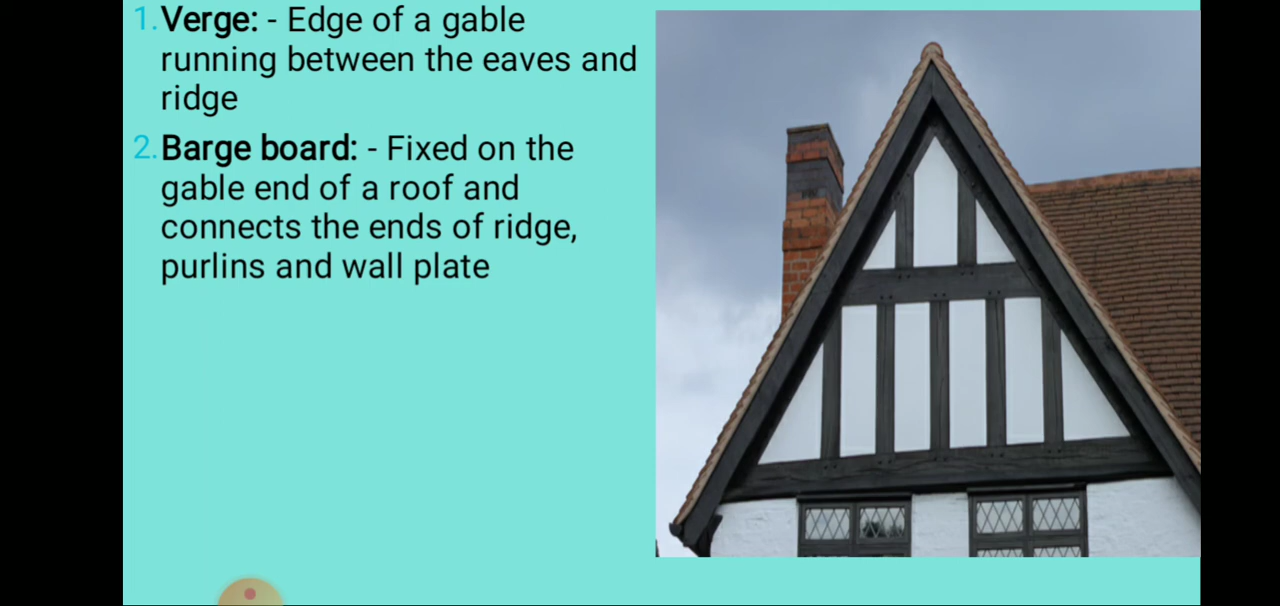 1. Verge: - Edge of a gable
running between the eaves and
ridge
2. Barge board: - Fixed on the
gable end of a roof and
connects the ends of ridge,
purlins and wall plate